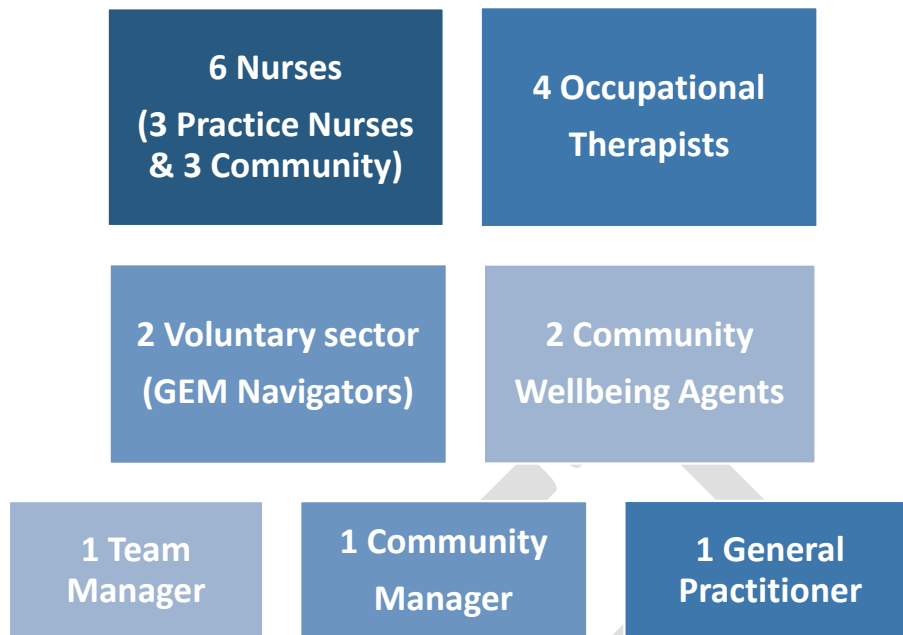 6 Nurses
(3 Practice Nurses
& 3 Community)
4 Occupational
Therapists
2 Voluntary sector
(GEM Navigators)
2 Community
Wellbeing Agents
1 Team
Manager
1 Community
Manager
1 General
Practitioner